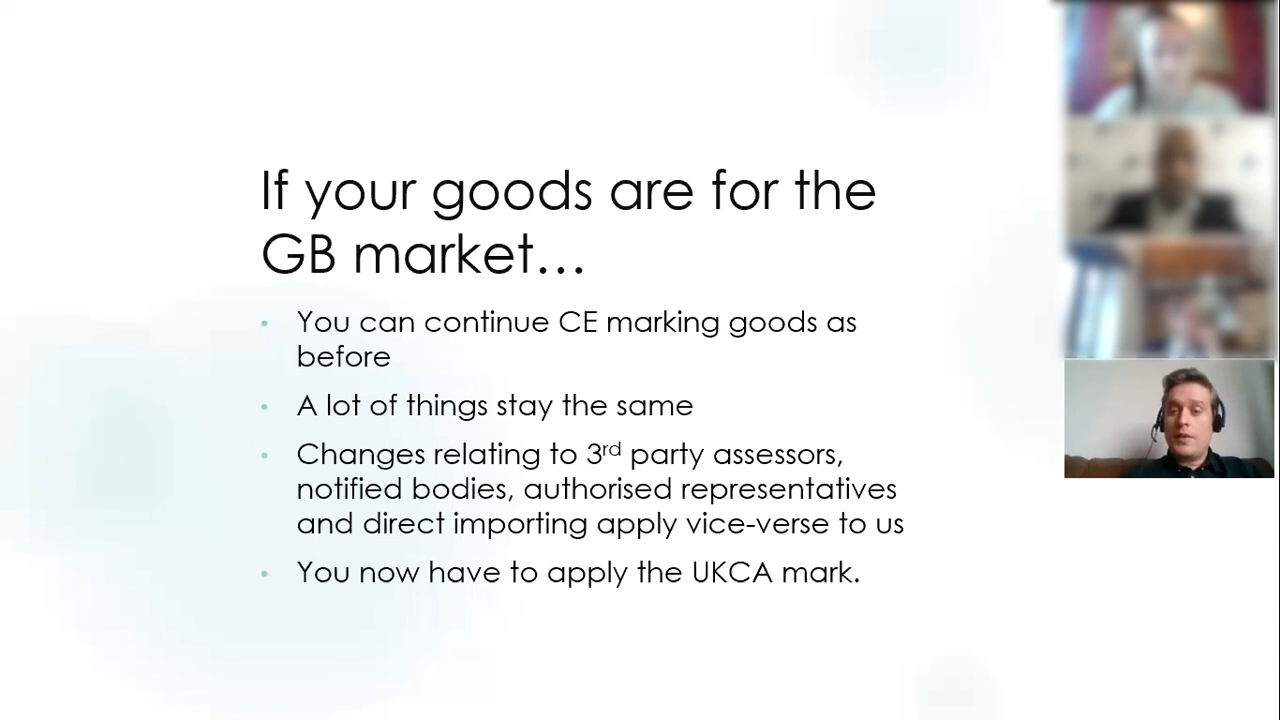 If your goods are for the
GB market...
• You can continue CE marking goods as
before
• A lot of things stay the same
• Changes relating to 3rd party assessors,
notified bodies, authorised representatives
and direct importing apply vice-verse to us
• You now have to apply the UKCA mark.